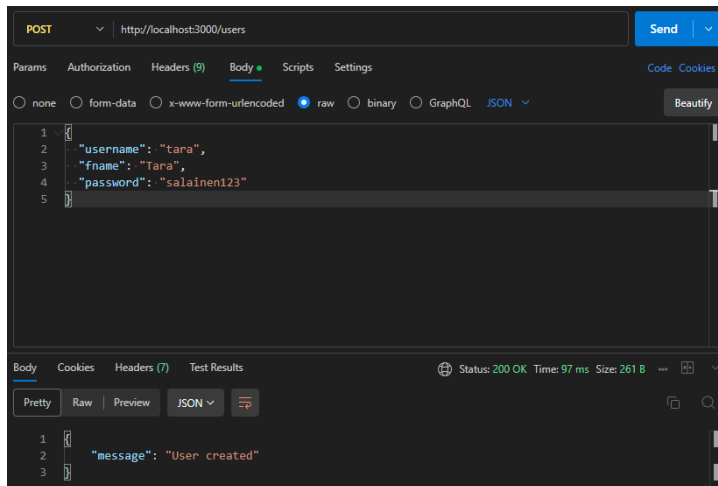 POST http://localhost:3000/users Send
Params Authorization Headers (9) Body Scripts Settings Code Cookies
none form-data x-www-form-urlencoded raw binary GraphQL JSON Beautify
1 {
2 "username": "tara",
3 "fname": "Tara",
4 "password": "salainen123"
5 }
Body Cookies Headers (7) Test Results Status: 200 OK Time: 97 ms Size: 261 B
Pretty Raw Preview JSON
1 {
2 "message": "User created"
3 }